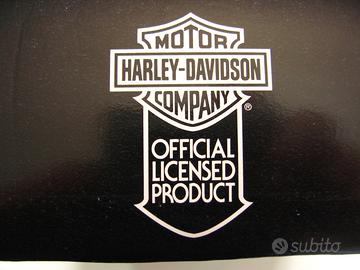 MOTOR
HARLEY-DAVIDSON
COMPANY
®
OFFICIAL
LICENSED
PRODUCT
subito